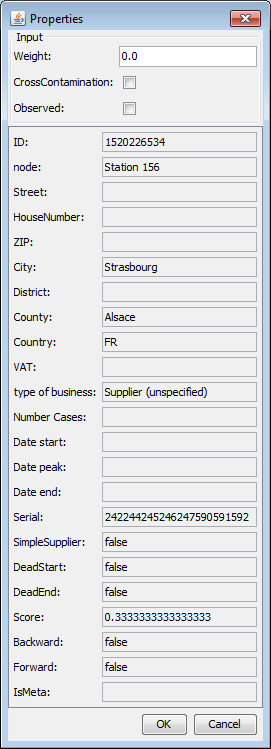 Properties
Input
Weight: 0.0
CrossContamination:
Observed:
ID: 1520226534
node: Station 156
Street:
HouseNumber:
ZIP:
City: Strasbourg
District:
County: Alsace
Country: FR
VAT:
type of business: Supplier (unspecified)
Number Cases:
Date start:
Date peak:
Date end:
Serial: 242244245246247590591592
SimpleSupplier: false
DeadStart: false
DeadEnd: false
Score: 0.3333333333333333
Backward: false
Forward: false
IsMeta:
OK Cancel